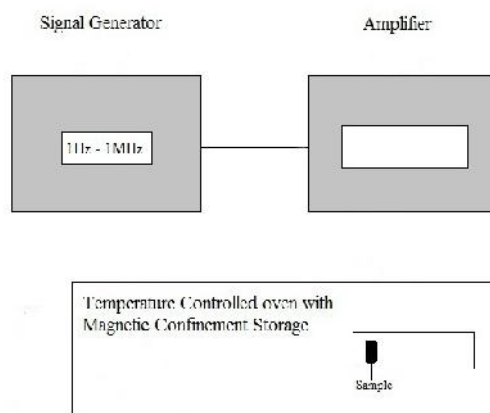 Signal Generator
Amplifier
1Hz - 1MHz
Temperature Controlled oven with
Magnetic Confinement Storage
Sample